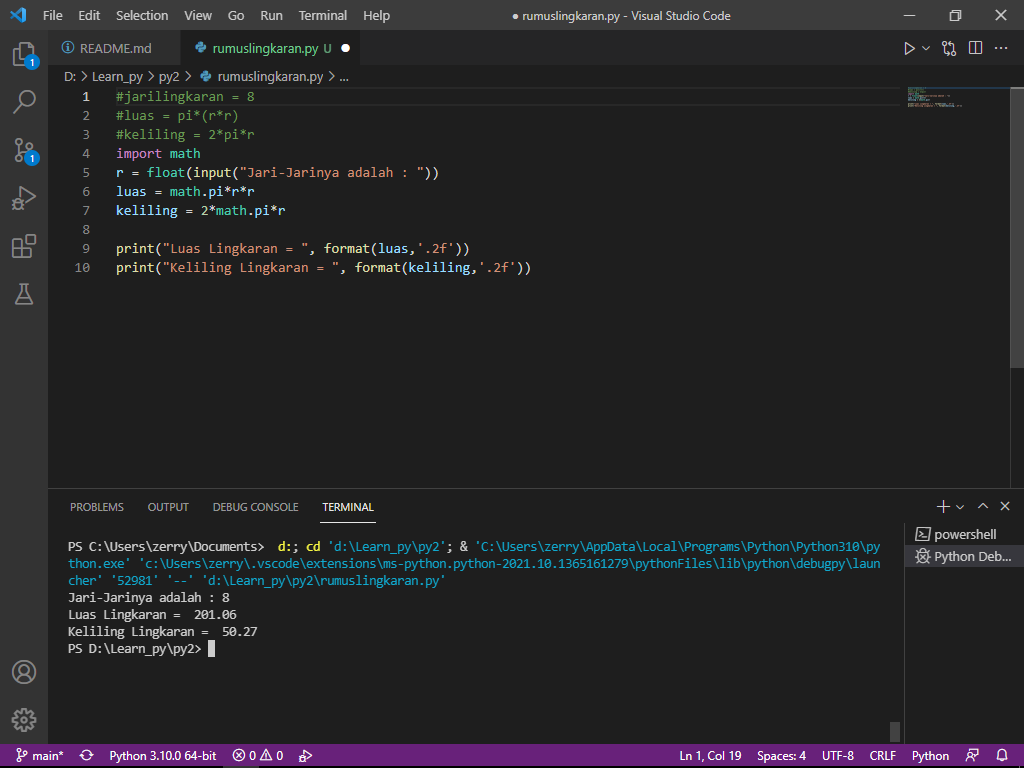 File Edit Selection View Go Run Terminal Help ● rumuslingkaran.py - Visual Studio Code
README.md rumuslingkaran.py U
D: > Learn_py > py2 > rumuslingkaran.py > ...
1 #jarilingkaran = 8
2 #luas = pi*(r*r)
3 #keliling = 2*pi*r
4 import math
5 r = float(input("Jari-Jarinya adalah : "))
6 luas = math.pi*r*r
7 keliling = 2*math.pi*r
8
9 print("Luas Lingkaran = ", format(luas,'.2f'))
10 print("Keliling Lingkaran = ", format(keliling,'.2f'))
1
1
PROBLEMS OUTPUT DEBUG CONSOLE TERMINAL
PS C:\Users\zerry\Documents>  d:; cd 'd:\Learn_py\py2'; & 'C:\Users\zerry\AppData\Local\Programs\Python\Python310\py
thon.exe' 'c:\Users\zerry\.vscode\extensions\ms-python.python-2021.10.1365161279\pythonFiles\lib\python\debugpy\laun
cher' '52981' '--' 'd:\Learn_py\py2\rumuslingkaran.py'
Jari-Jarinya adalah : 8
Luas Lingkaran =  201.06
Keliling Lingkaran =  50.27
PS D:\Learn_py\py2>
powershell
Python Deb...
main* Python 3.10.0 64-bit 0 0 Ln 1, Col 19 Spaces: 4 UTF-8 CRLF Python